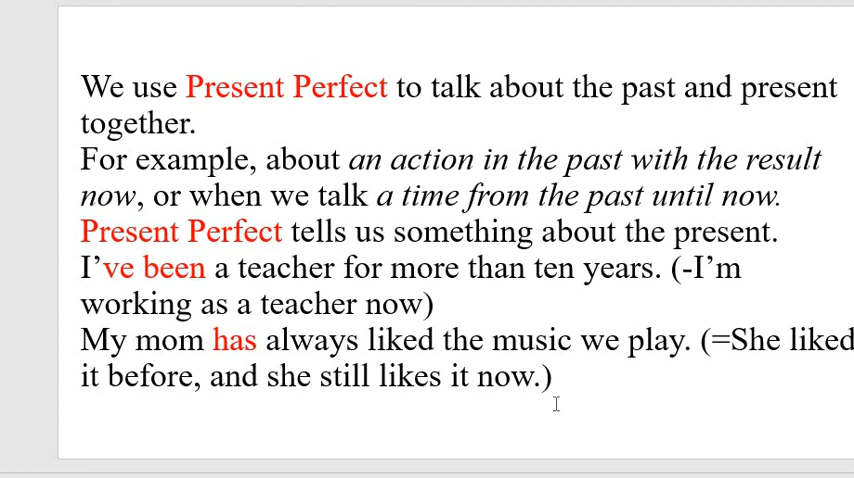 We use Present Perfect to talk about the past and present
together.
For example, about an action in the past with the result
now, or when we talk a time from the past until now.
Present Perfect tells us something about the present.
I’ve been a teacher for more than ten years. (-I’m
working as a teacher now)
My mom has always liked the music we play. (=She liked
it before, and she still likes it now.)